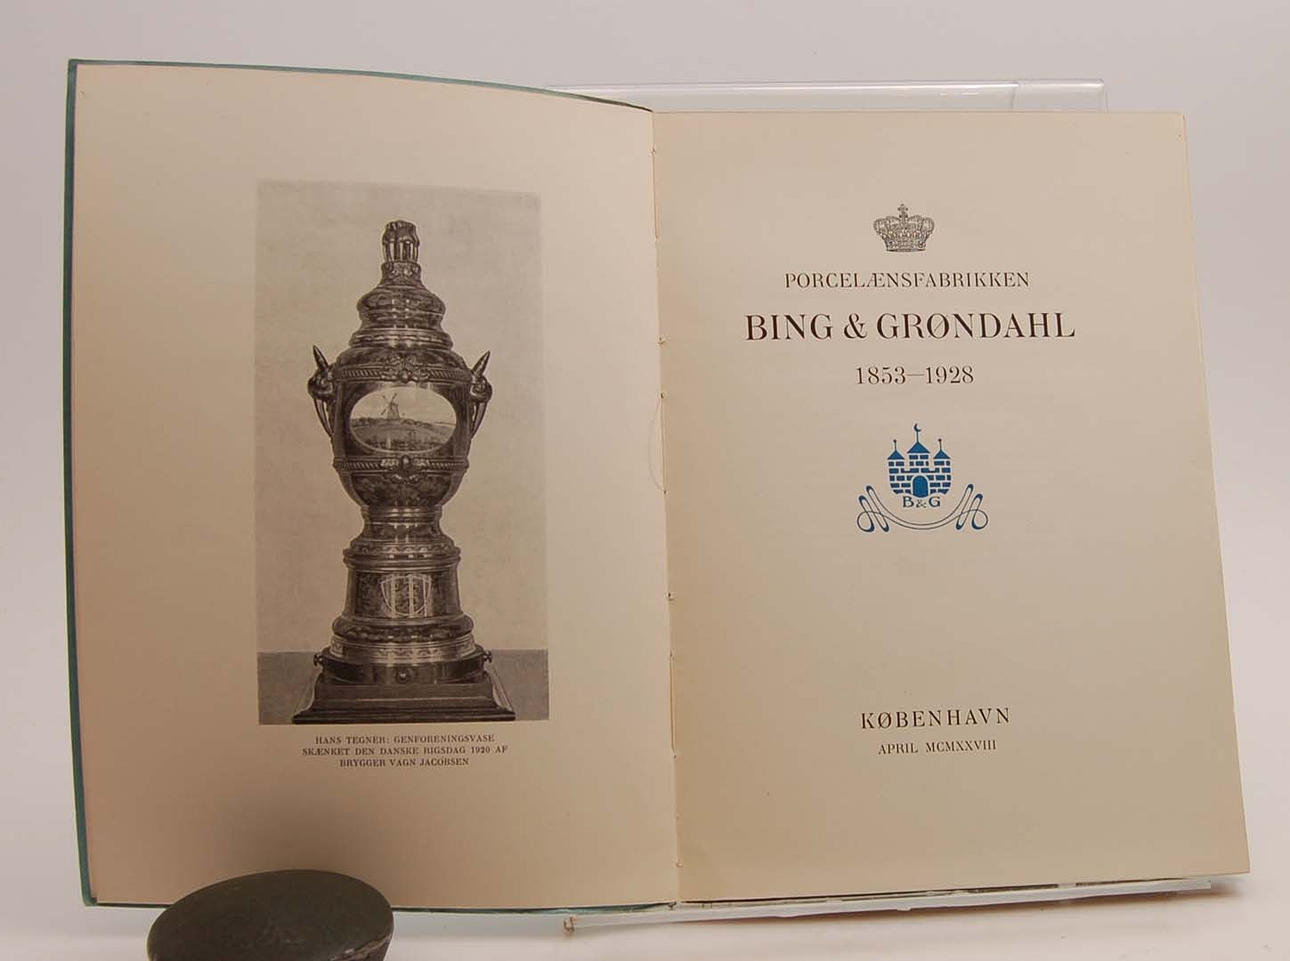 HANS TEGNER: GENFORENINGSVASE
SKÆNKET DEN DANSKE RIGSDAG 1920 AF
BRYGGER VAGN JACOBSEN
PORCELÆNSFABRIKKEN
BING & GRØNDAHL
1853—1928
B&G
KØBENHAVN
APRIL MCMXXVIII